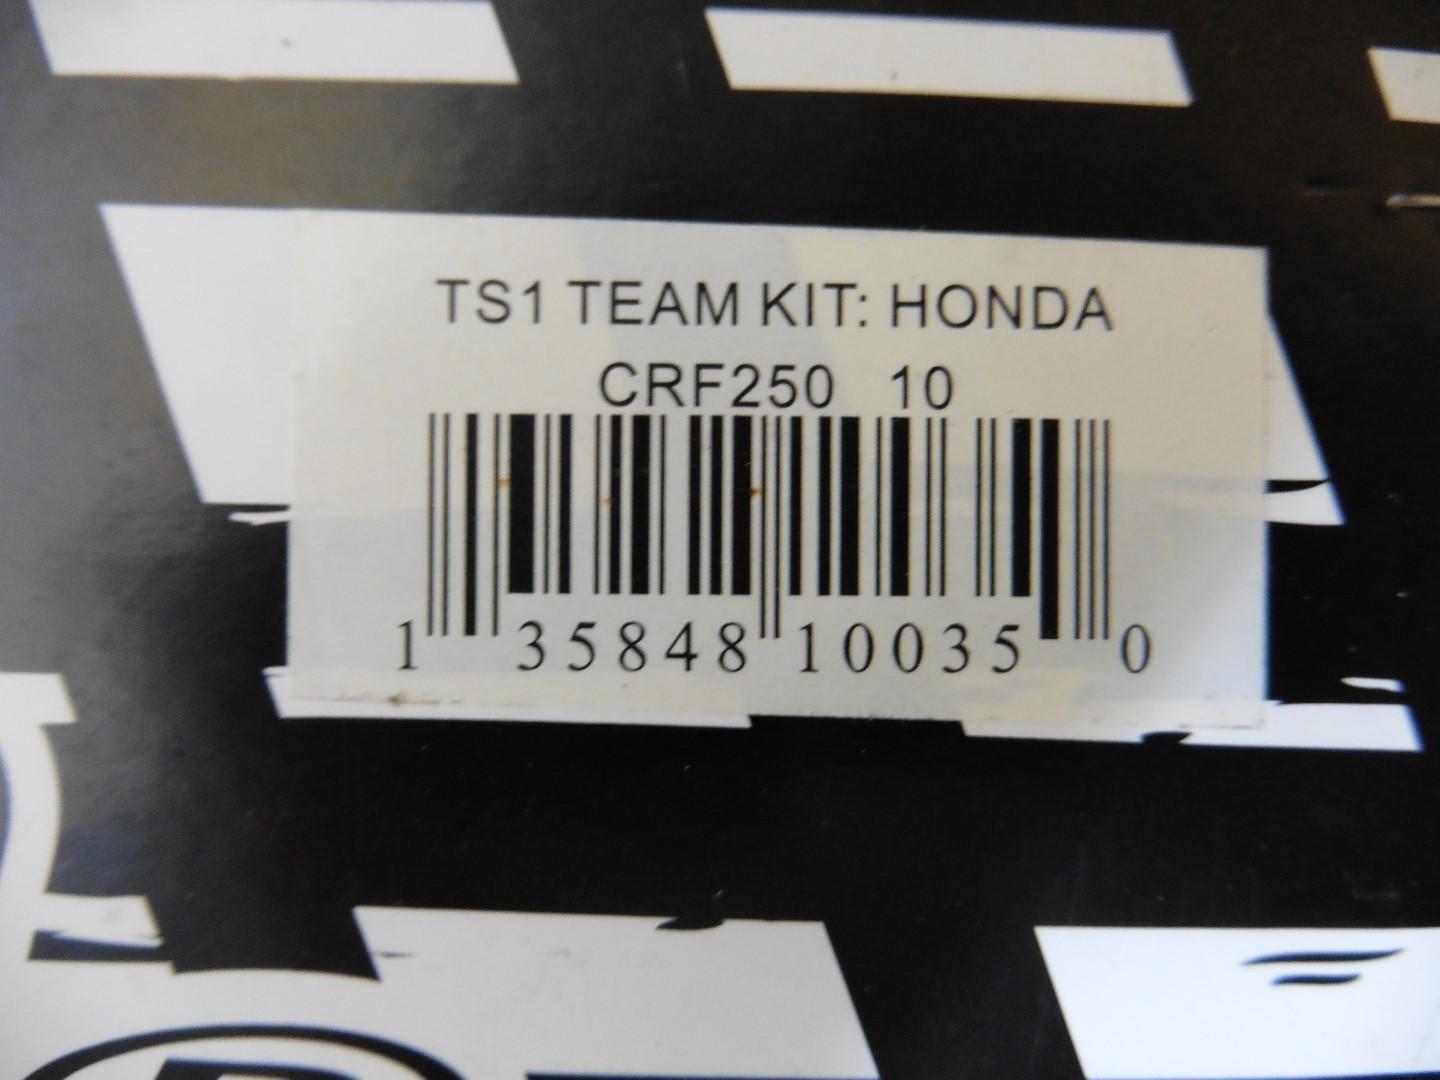 TS1 TEAM KIT: HONDA
CRF250 10
1 35848 10035 0